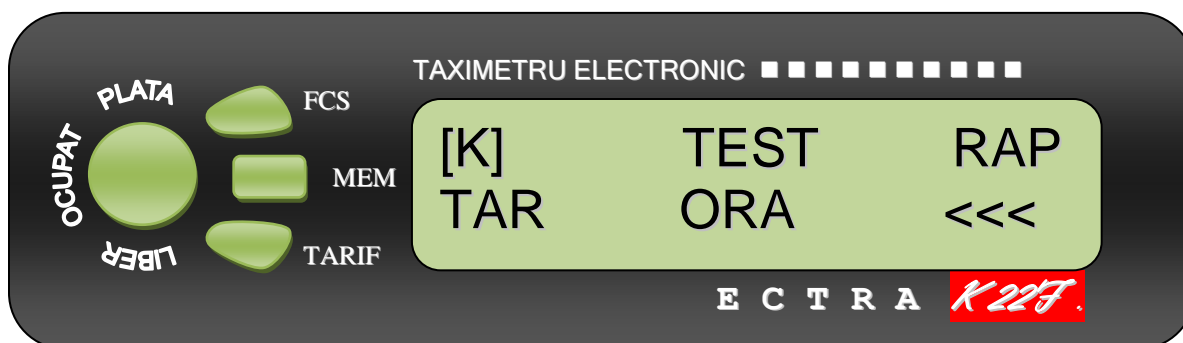 TAXIMETRU ELECTRONIC
PLATA
OCUPAT
LIBER
FCS
MEM
TARIF
[K] TEST RAP
TAR ORA <<<
ECTRA K22F.